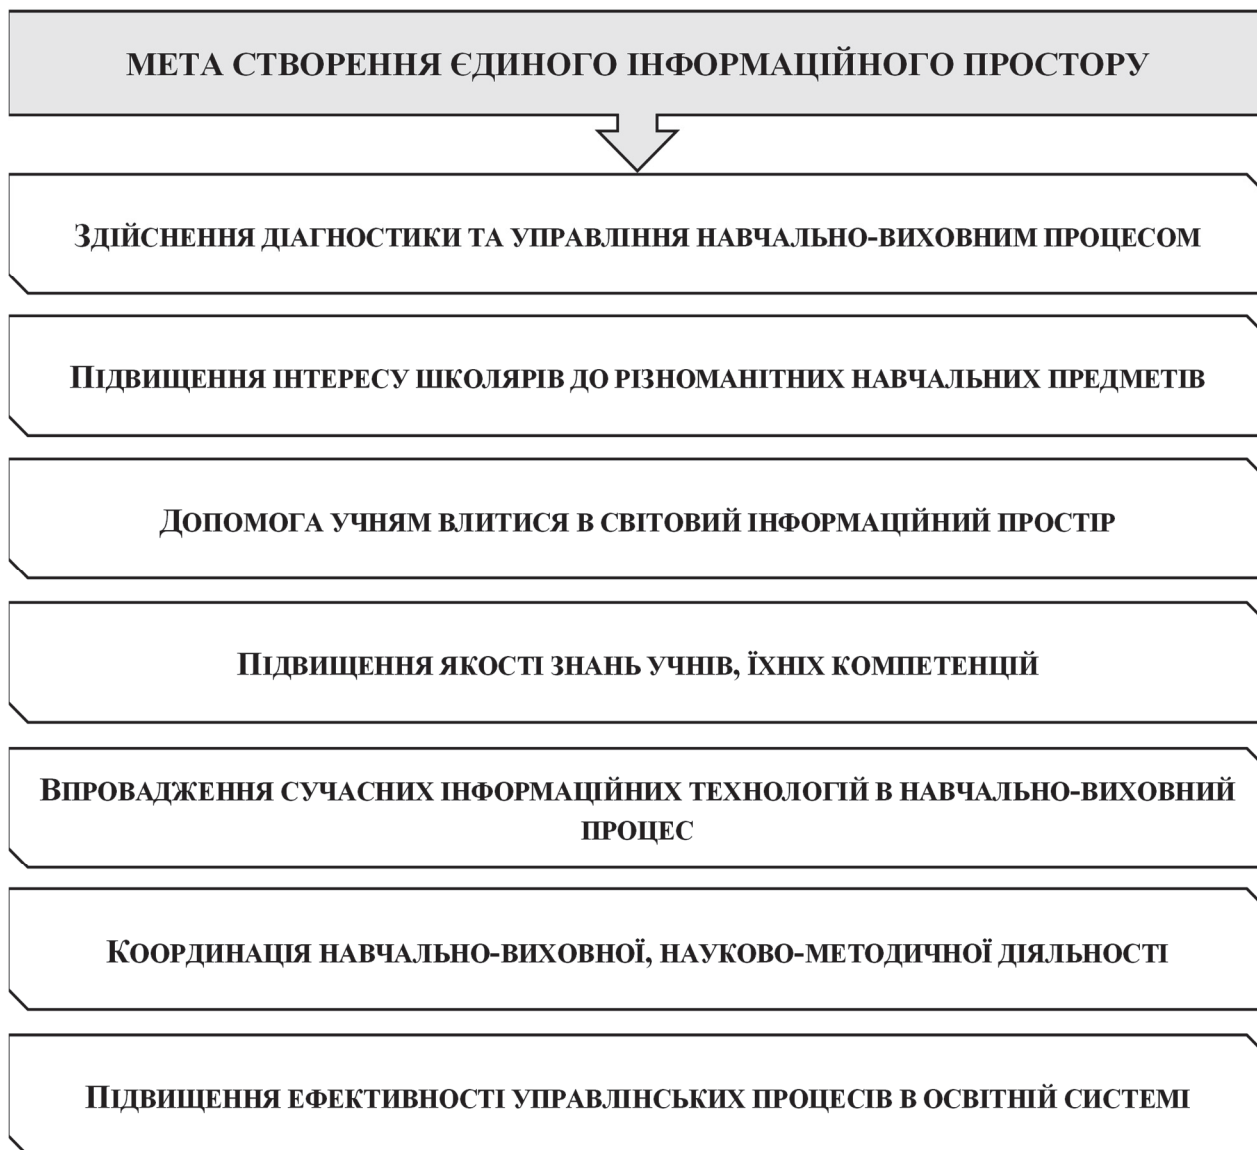 МЕТА СТВОРЕННЯ ЄДИНОГО ІНФОРМАЦІЙНОГО ПРОСТОРУ
ЗДІЙСНЕННЯ ДІАГНОСТИКИ ТА УПРАВЛІННЯ НАВЧАЛЬНО-ВИХОВНИМ ПРОЦЕСОМ
ПІДВИЩЕННЯ ІНТЕРЕСУ ШКОЛЯРІВ ДО РІЗНОМАНІТНИХ НАВЧАЛЬНИХ ПРЕДМЕТІВ
ДОПОМОГА УЧНЯМ ВЛИТИСЯ В СВІТОВИЙ ІНФОРМАЦІЙНИЙ ПРОСТІР
ПІДВИЩЕННЯ ЯКОСТІ ЗНАНЬ УЧНІВ, ЇХНІХ КОМПЕТЕНЦІЙ
ВПРОВАДЖЕННЯ СУЧАСНИХ ІНФОРМАЦІЙНИХ ТЕХНОЛОГІЙ В НАВЧАЛЬНО-ВИХОВНИЙ
ПРОЦЕС
КООРДИНАЦІЯ НАВЧАЛЬНО-ВИХОВНОЇ, НАУКОВО-МЕТОДИЧНОЇ ДІЯЛЬНОСТІ
ПІДВИЩЕННЯ ЕФЕКТИВНОСТІ УПРАВЛІНСЬКИХ ПРОЦЕСІВ В ОСВІТНІЙ СИСТЕМІ